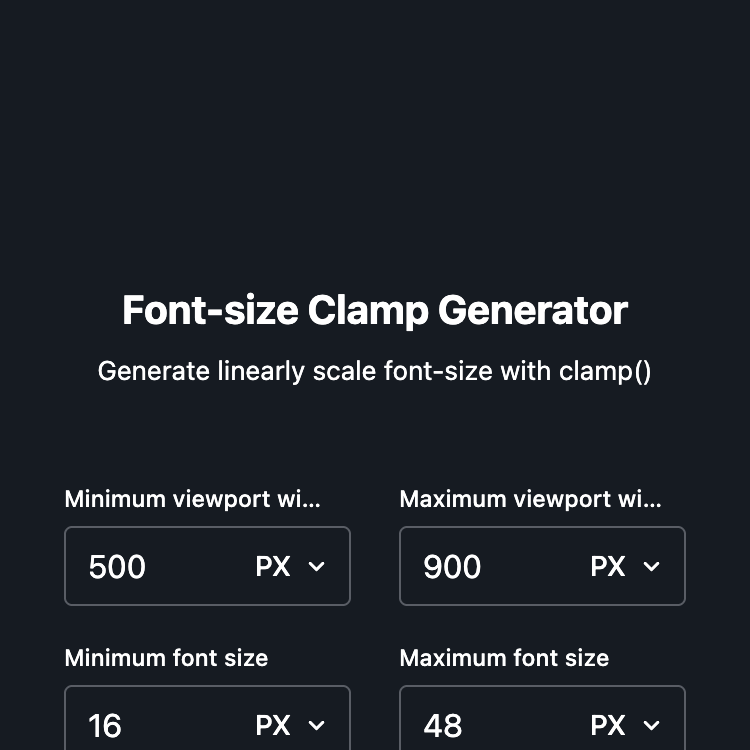 Font-size Clamp Generator
Generate linearly scale font-size with clamp()
Minimum viewport wi... Maximum viewport wi...
500 PX 900 PX
Minimum font size Maximum font size
16 PX 48 PX